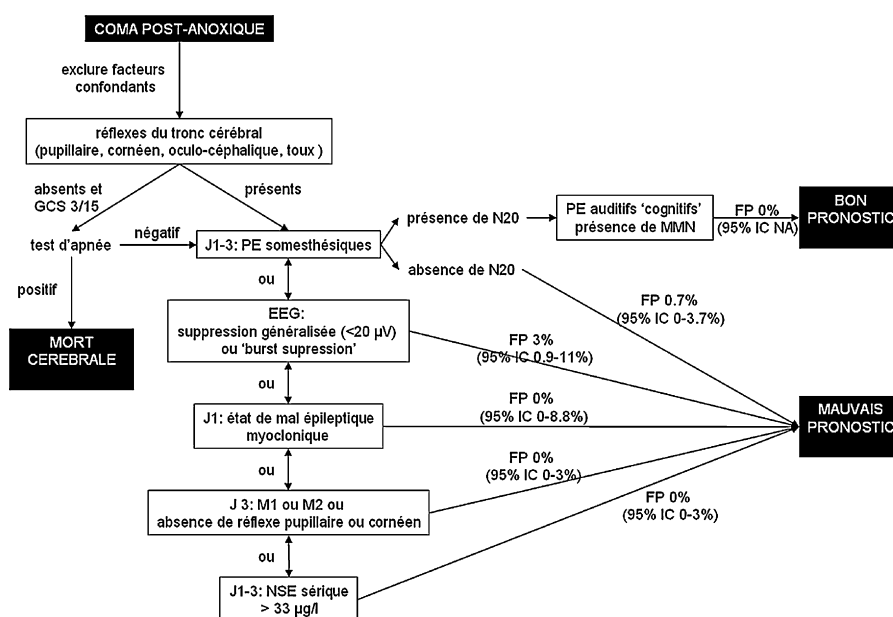 COMA POST-ANOXIQUE
exclure facteurs
confondants
réflexes du tronc cérébral
(pupillaire, cornéen, oculo-céphalique, toux )
absents et
GCS 3/15
présents
test d'apnée
négatif
J1-3: PE somesthésiques
présence de N20
PE auditifs 'cognitifs'
présence de MMN
FP 0%
(95% IC NA)
BON
PRONOSTIC
absence de N20
positif
ou
MORT
CEREBRALE
EEG:
suppression généralisée (<20 µV)
ou 'burst supression'
FP 0.7%
(95% IC 0-3.7%)
FP 3%
(95% IC 0.9-11%)
ou
J1: état de mal épileptique
myoclonique
FP 0%
(95% IC 0-8.8%)
MAUVAIS
PRONOSTIC
ou
FP 0%
(95% IC 0-3%)
J 3: M1 ou M2 ou
absence de réflexe pupillaire ou cornéen
FP 0%
(95% IC 0-3%)
ou
J1-3: NSE sérique
> 33 µg/l